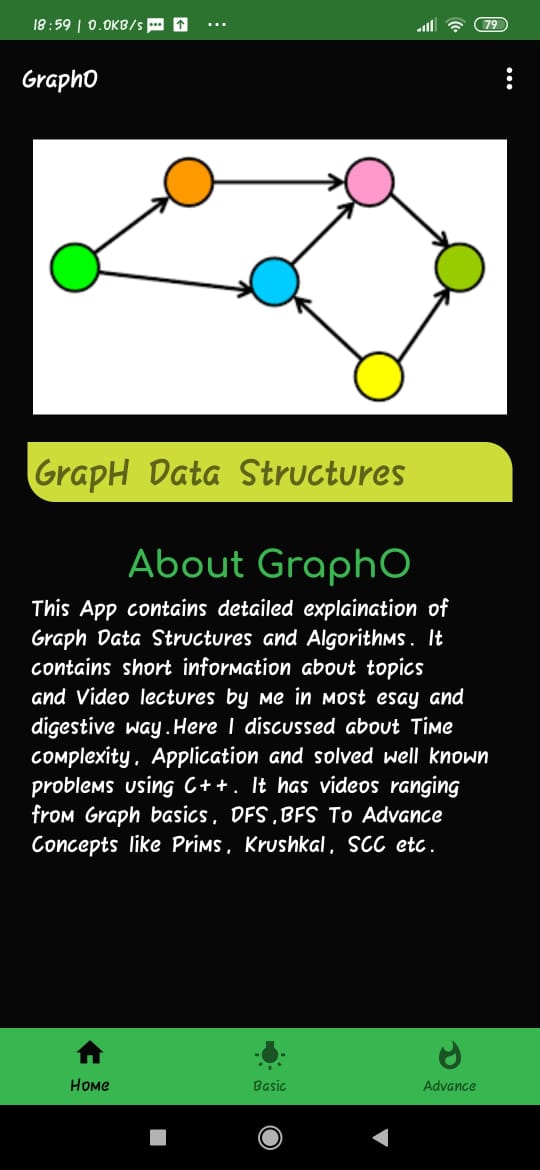 18:59 | 0.0KB/s ...
79
GraphO
GrapH Data Structures
About GraphO
This App contains detailed explaination of
Graph Data Structures and Algorithms. It
contains short information about topics
and Video lectures by me in most esay and
digestive way.Here I discussed about Time
complexity, Application and solved well known
problems using C++. It has videos ranging
from Graph basics, DFS,BFS To Advance
Concepts like Prims, Krushkal, SCC etc.
Home
Basic
Advance